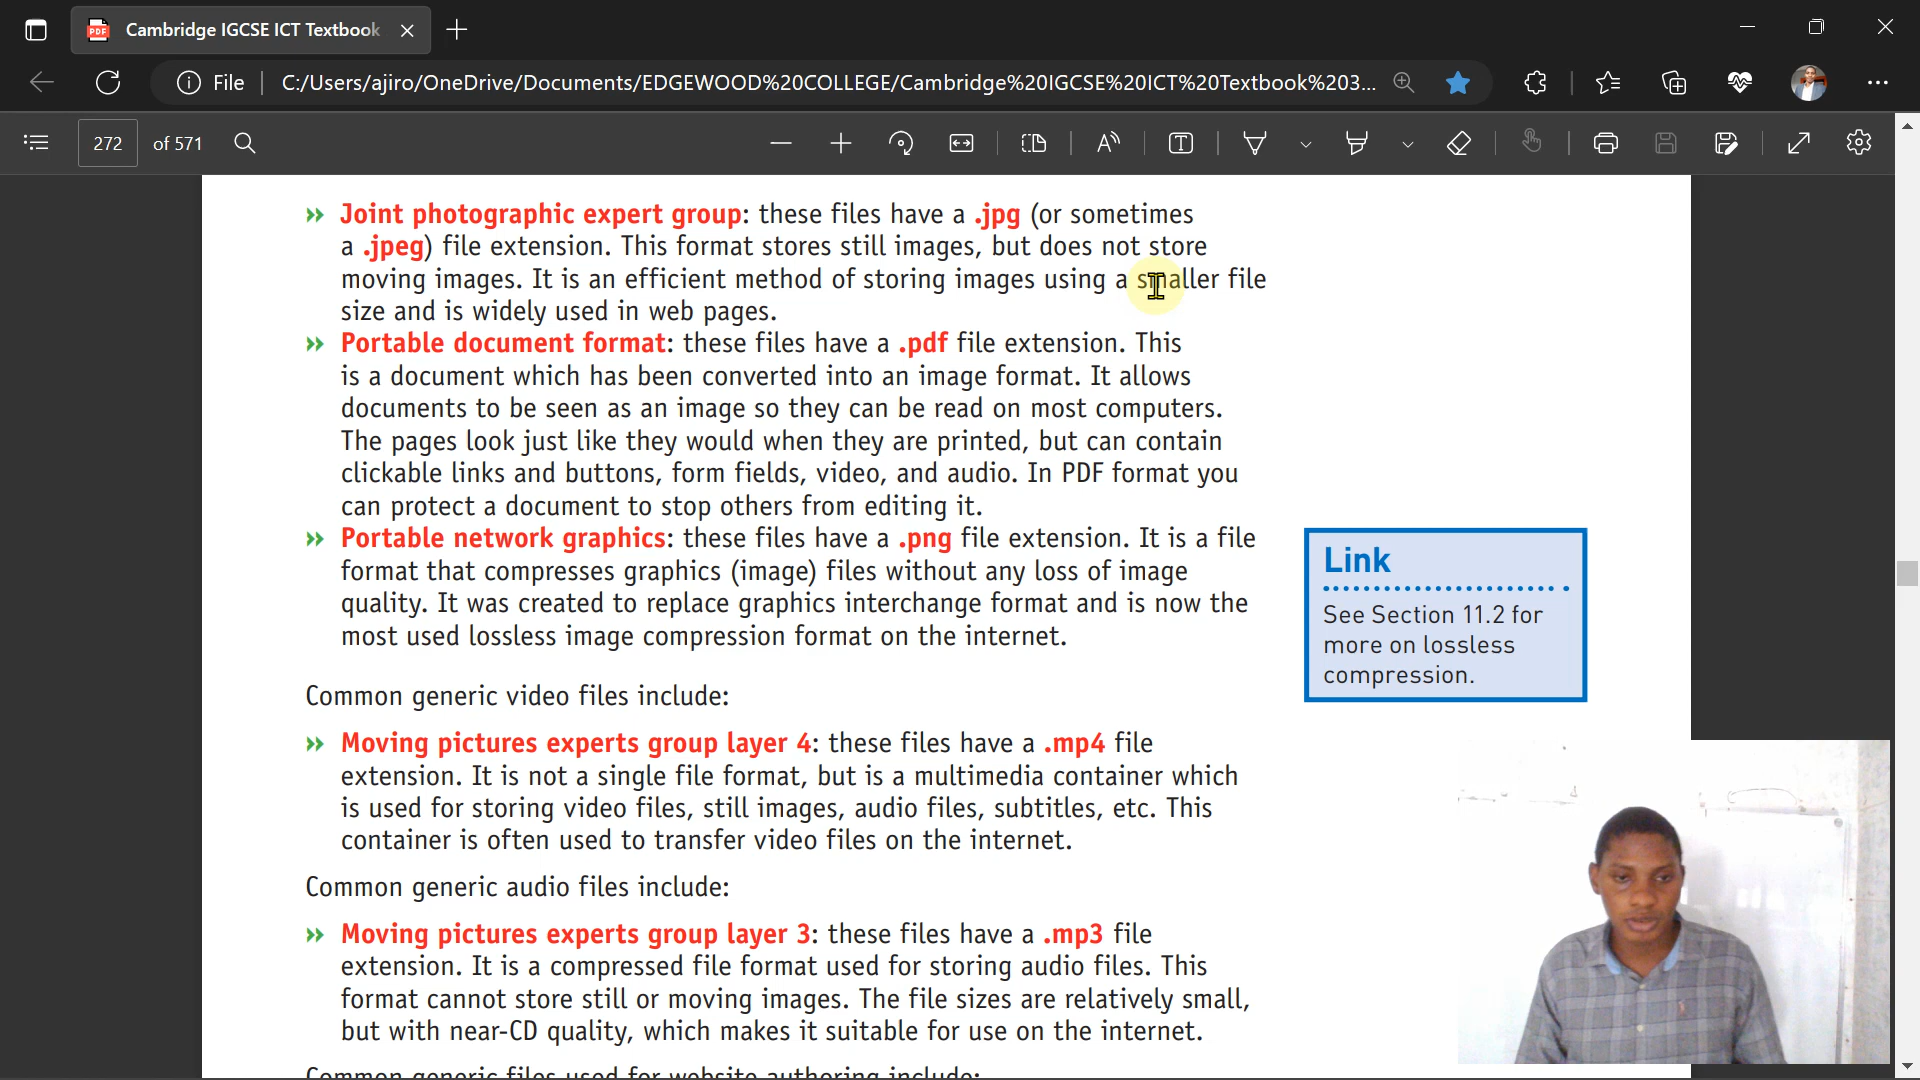 Cambridge IGCSE ICT Textbook
File
C:/Users/ajiro/OneDrive/Documents/EDGEWOOD%20COLLEGE/Cambridge%20IGCSE%20ICT%20Textbook%203...
272 of 571
» Joint photographic expert group: these files have a .jpg (or sometimes
a .jpeg) file extension. This format stores still images, but does not store
moving images. It is an efficient method of storing images using a smaller file
size and is widely used in web pages.
» Portable document format: these files have a .pdf file extension. This
is a document which has been converted into an image format. It allows
documents to be seen as an image so they can be read on most computers.
The pages look just like they would when they are printed, but can contain
clickable links and buttons, form fields, video, and audio. In PDF format you
can protect a document to stop others from editing it.
» Portable network graphics: these files have a .png file extension. It is a file
format that compresses graphics (image) files without any loss of image
quality. It was created to replace graphics interchange format and is now the
most used lossless image compression format on the internet.
Link
See Section 11.2 for
more on lossless
compression.
Common generic video files include:
» Moving pictures experts group layer 4: these files have a .mp4 file
extension. It is not a single file format, but is a multimedia container which
is used for storing video files, still images, audio files, subtitles, etc. This
container is often used to transfer video files on the internet.
Common generic audio files include:
» Moving pictures experts group layer 3: these files have a .mp3 file
extension. It is a compressed file format used for storing audio files. This
format cannot store still or moving images. The file sizes are relatively small,
but with near-CD quality, which makes it suitable for use on the internet.
Common generic files used for website authoring include: